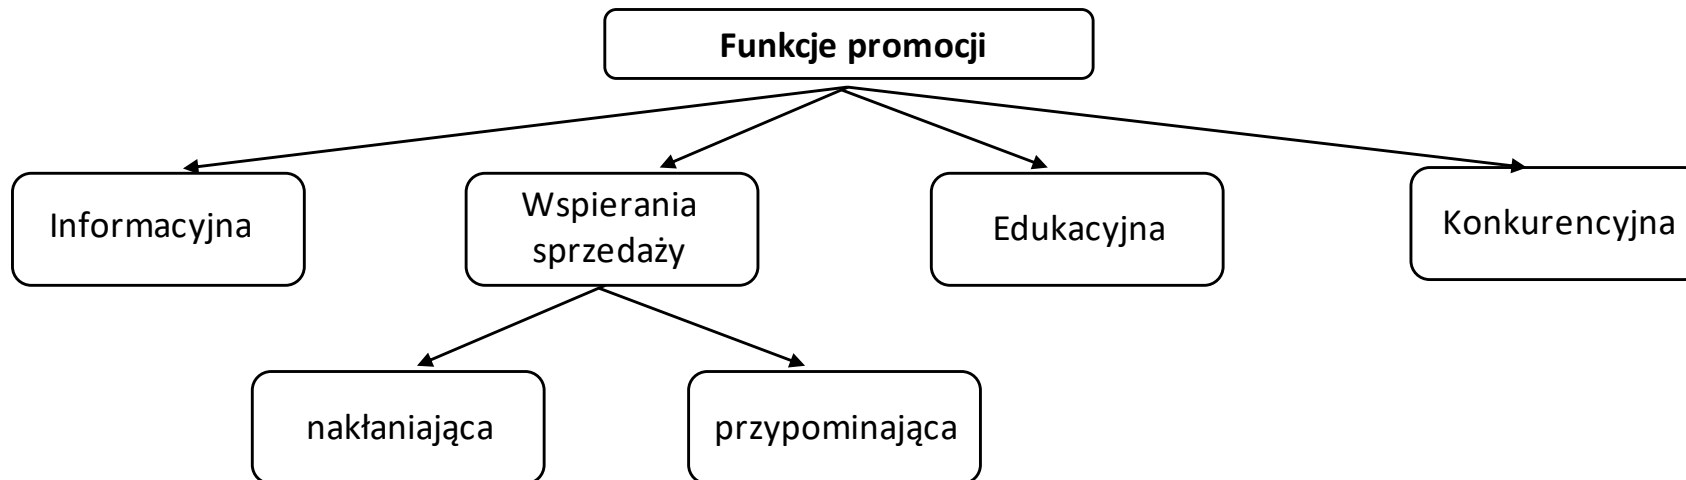 Funkcje promocji
Informacyjna
Wspierania
sprzedaży
Edukacyjna
Konkurencyjna
nakłaniająca
przypominająca